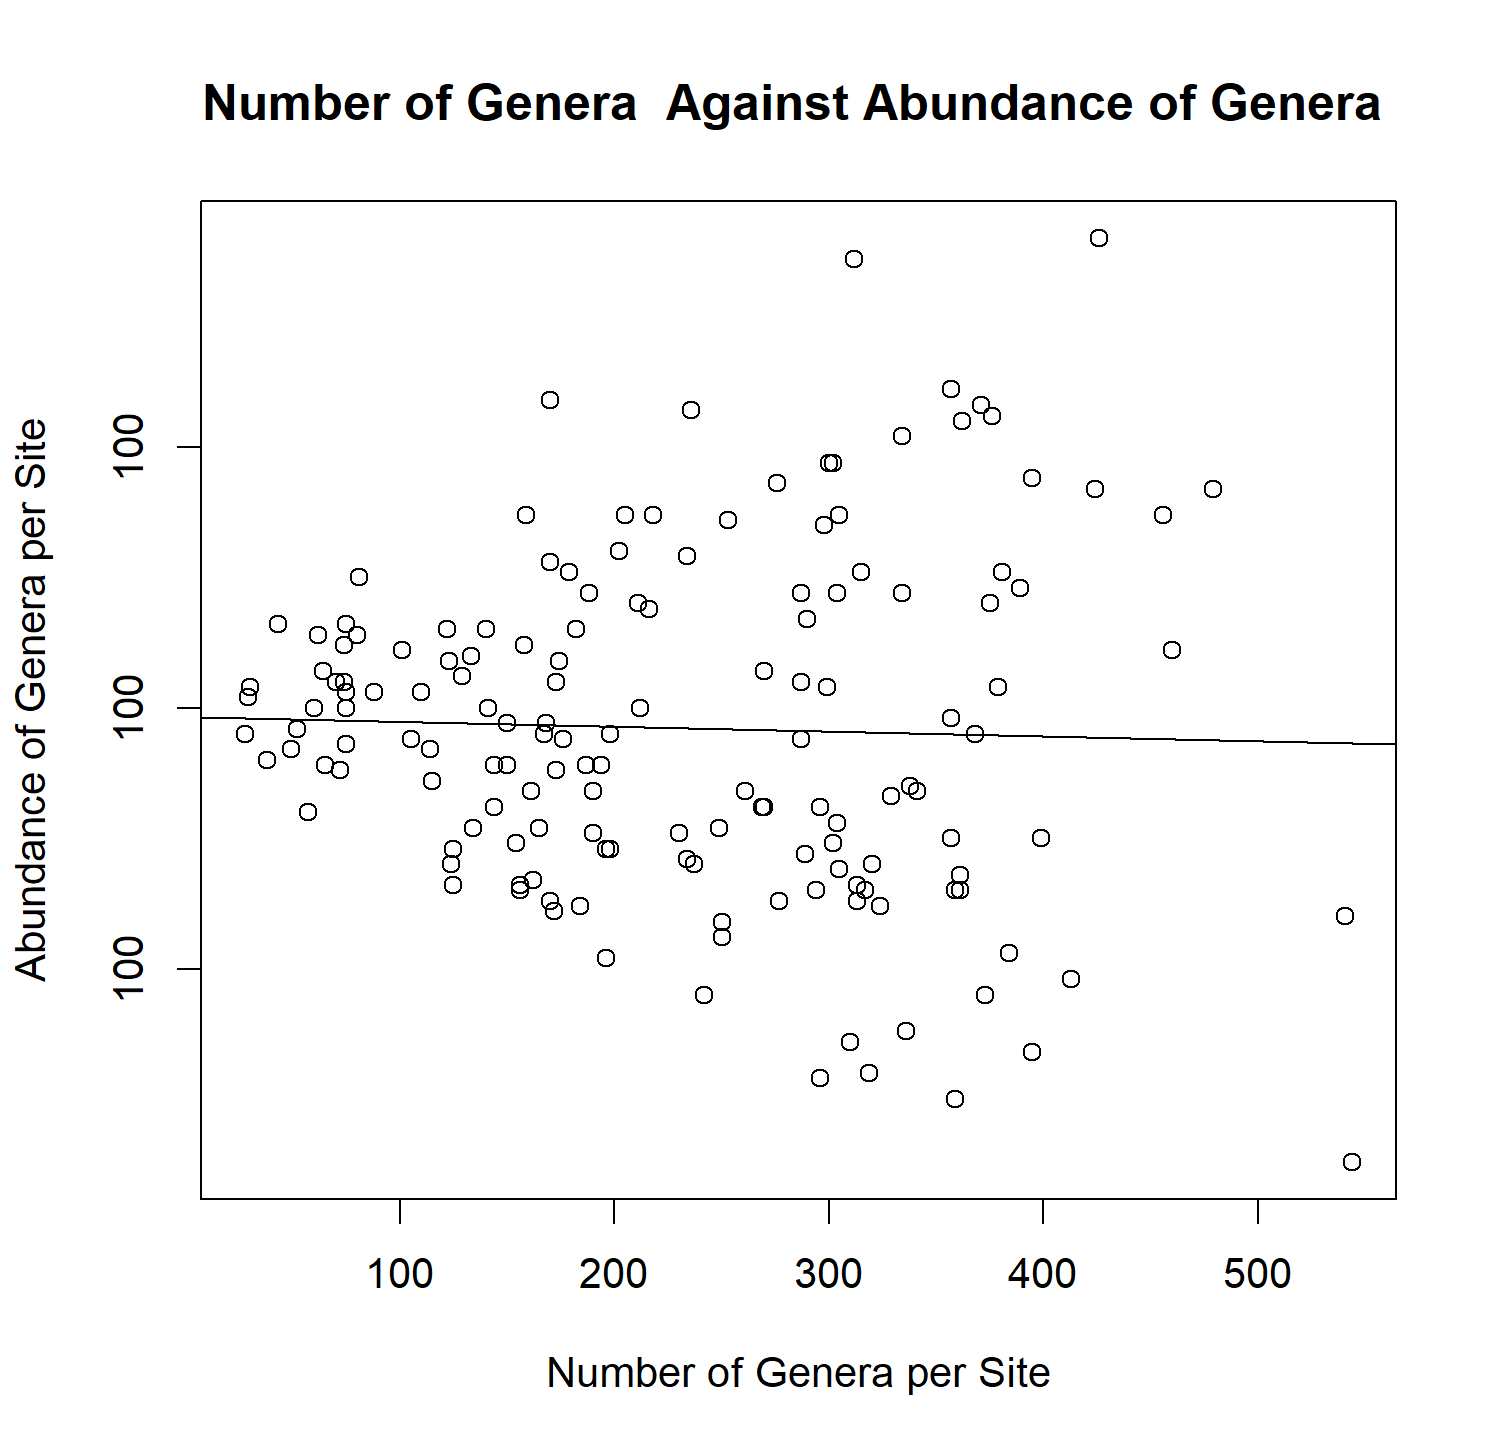 Number of Genera  Against Abundance of Genera
Abundance of Genera per Site
100
100
100
100 200 300 400 500
Number of Genera per Site